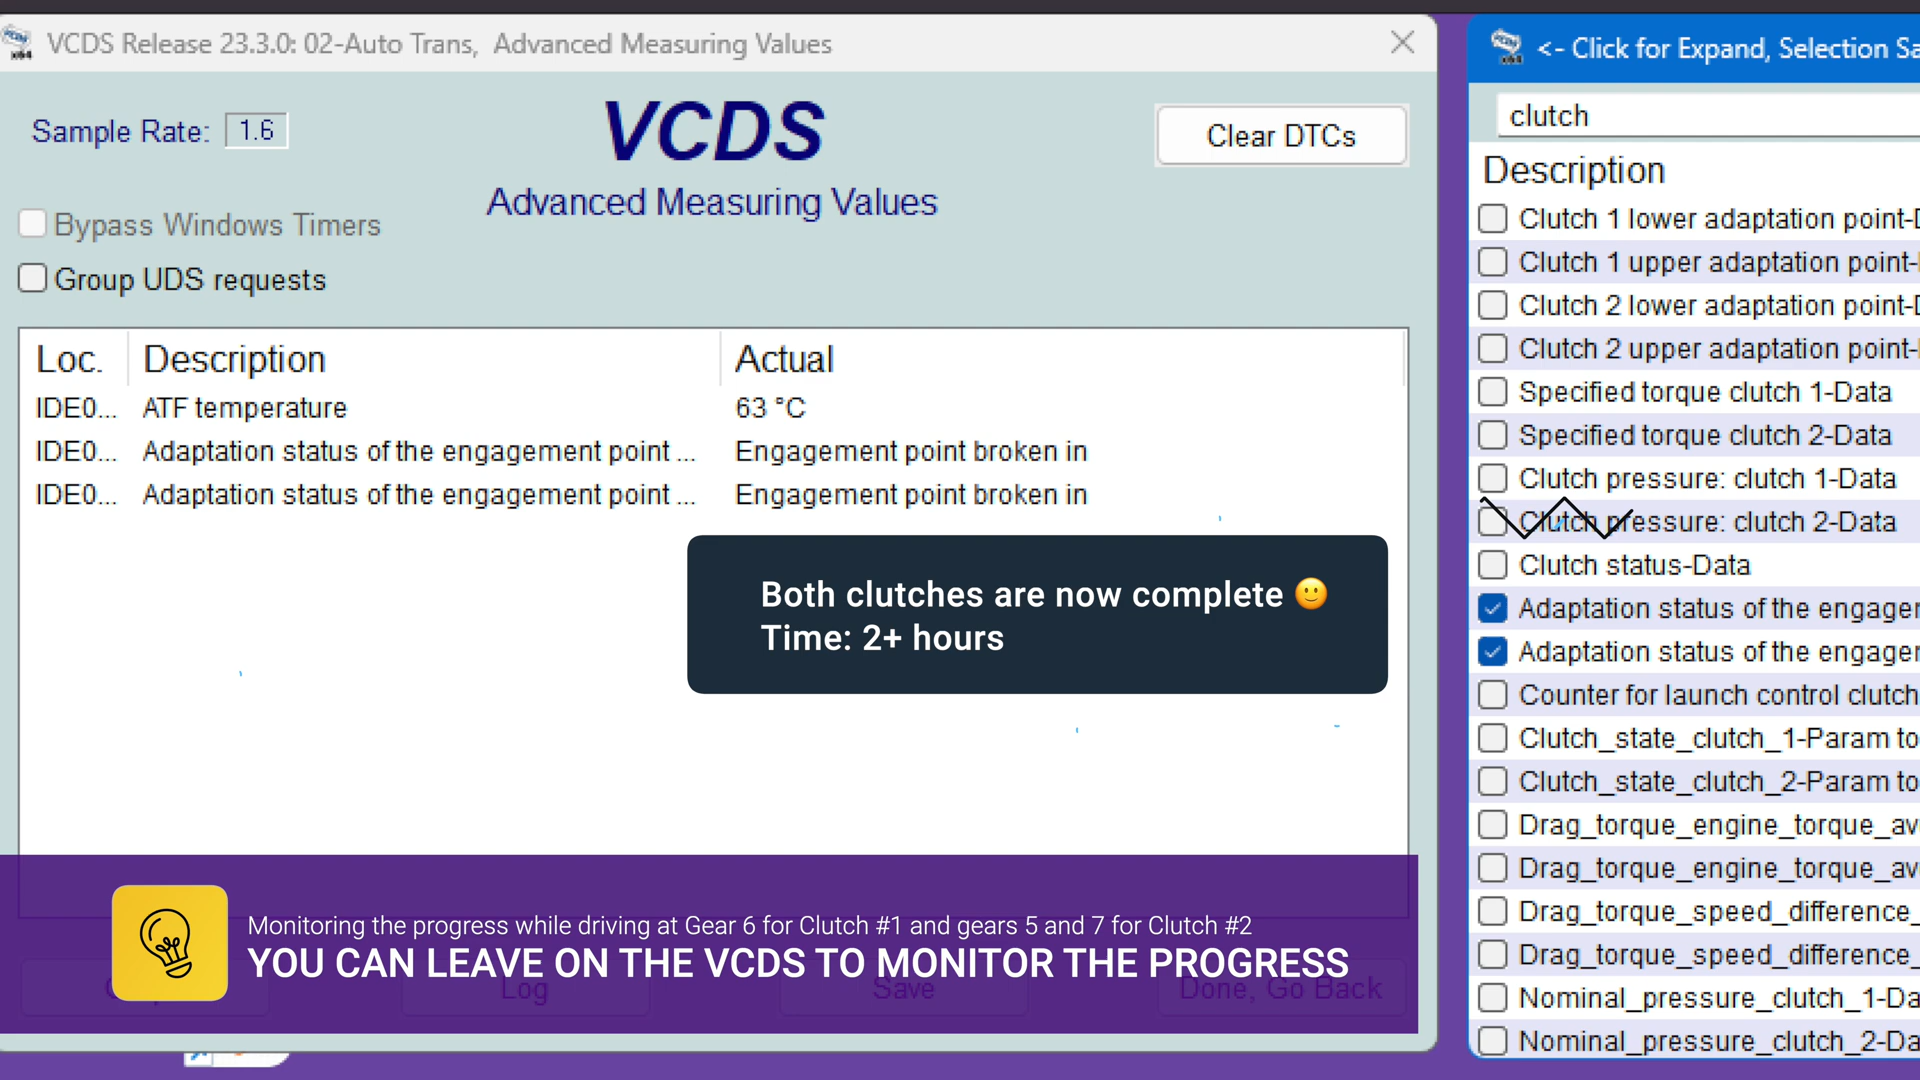 VCDS Release 23.3.0: 02-Auto Trans, Advanced Measuring Values
Sample Rate: 1.6
VCDS
Advanced Measuring Values
Clear DTCs
Bypass Windows Timers
Group UDS requests
Loc. Description Actual
IDE0... ATF temperature 63 °C
IDE0... Adaptation status of the engagement point ... Engagement point broken in
IDE0... Adaptation status of the engagement point ... Engagement point broken in
Both clutches are now complete 🙂
Time: 2+ hours
Monitoring the progress while driving at Gear 6 for Clutch #1 and gears 5 and 7 for Clutch #2
YOU CAN LEAVE ON THE VCDS TO MONITOR THE PROGRESS
Log Save Done, Go Back
<- Click for Expand, Selection Sa
clutch
Description
Clutch 1 lower adaptation point-D
Clutch 1 upper adaptation point-
Clutch 2 lower adaptation point-D
Clutch 2 upper adaptation point-
Specified torque clutch 1-Data
Specified torque clutch 2-Data
Clutch pressure: clutch 1-Data
Clutch pressure: clutch 2-Data
Clutch status-Data
Adaptation status of the engager
Adaptation status of the engager
Counter for launch control clutch
Clutch_state_clutch_1-Param to
Clutch_state_clutch_2-Param to
Drag_torque_engine_torque_av
Drag_torque_engine_torque_av
Drag_torque_speed_difference_
Drag_torque_speed_difference_
Nominal_pressure_clutch_1-Da
Nominal_pressure_clutch_2-Da